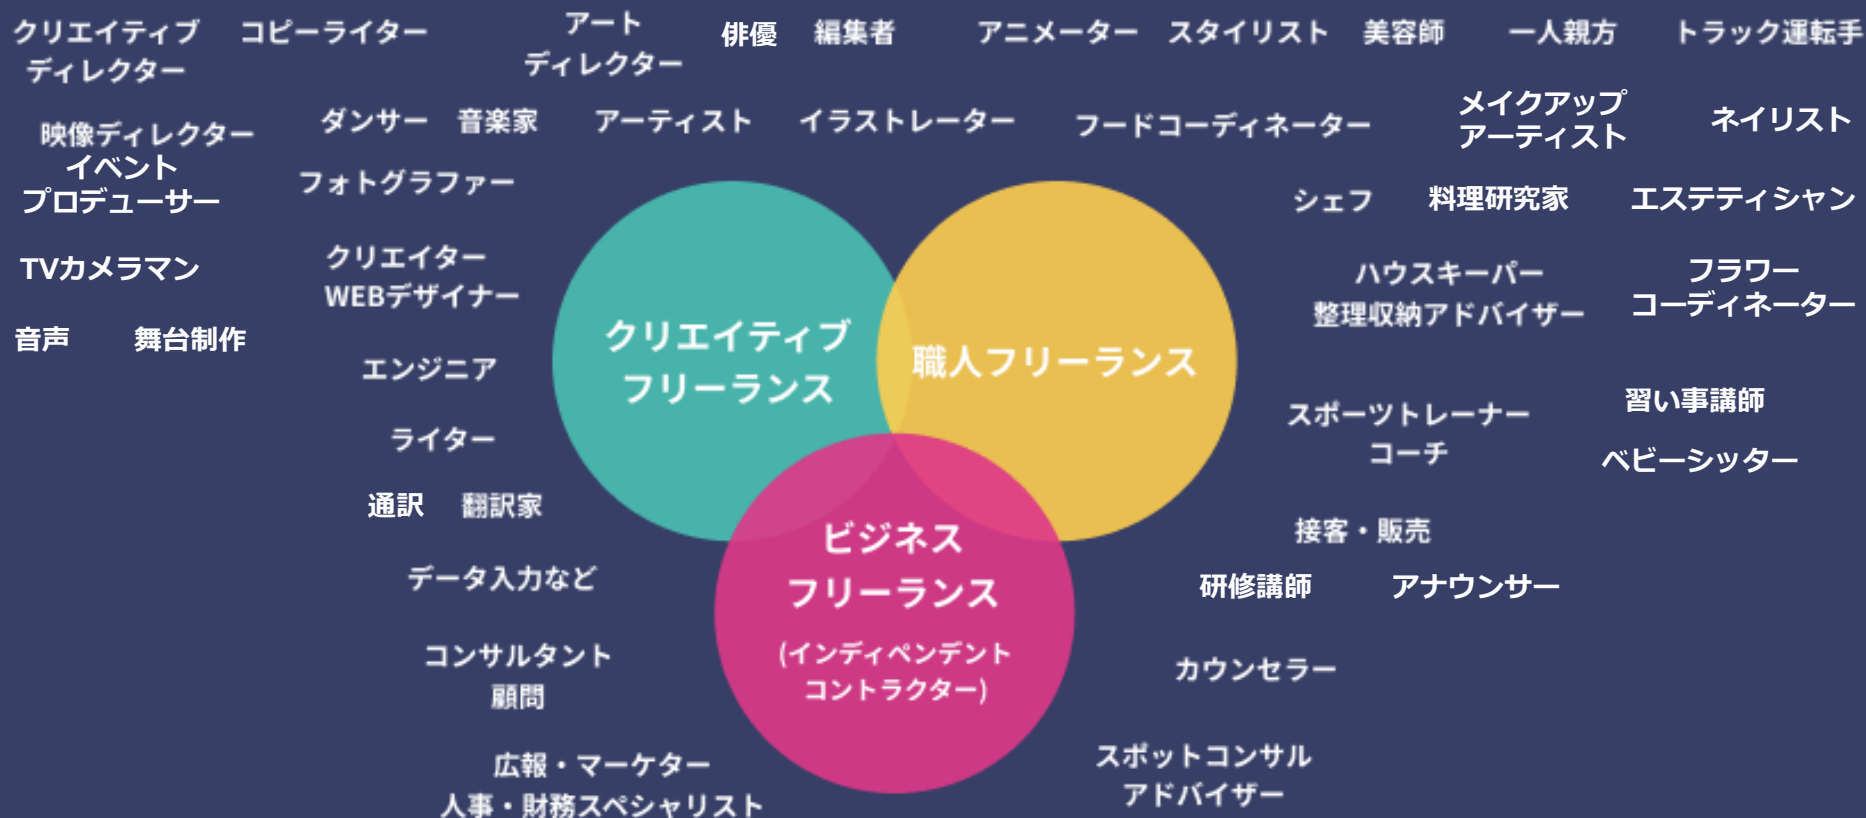 クリエイティブ
ディレクター
コピーライター
アート
ディレクター
俳優
編集者
アニメーター
スタイリスト
美容師
一人親方
トラック運転手
映像ディレクター
ダンサー
音楽家
アーティスト
イラストレーター
フードコーディネーター
メイクアップ
アーティスト
ネイリスト
イベント
プロデューサー
フォトグラファー
シェフ
料理研究家
エステティシャン
TVカメラマン
クリエイター
WEBデザイナー
ハウスキーパー
整理収納アドバイザー
フラワー
コーディネーター
音声
舞台制作
エンジニア
クリエイティブ
フリーランス
職人フリーランス
ライター
スポーツトレーナー
コーチ
習い事講師
ベビーシッター
通訳
翻訳家
接客・販売
データ入力など
ビジネス
フリーランス
(インディペンデント
コントラクター)
研修講師
アナウンサー
コンサルタント
顧問
カウンセラー
広報・マーケター
人事・財務スペシャリスト
スポットコンサル
アドバイザー